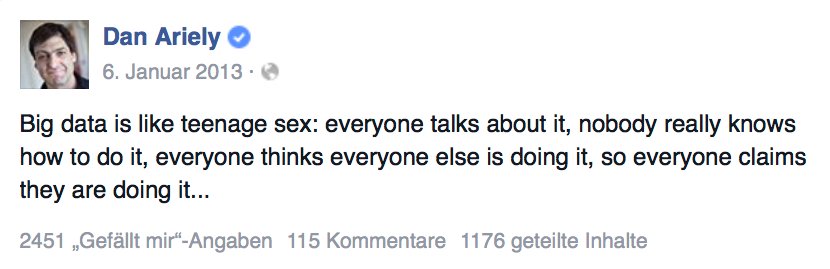 Dan Ariely
6. Januar 2013 ·
Big data is like teenage sex: everyone talks about it, nobody really knows
how to do it, everyone thinks everyone else is doing it, so everyone claims
they are doing it...
2451 „Gefällt mir“-Angaben 115 Kommentare 1176 geteilte Inhalte